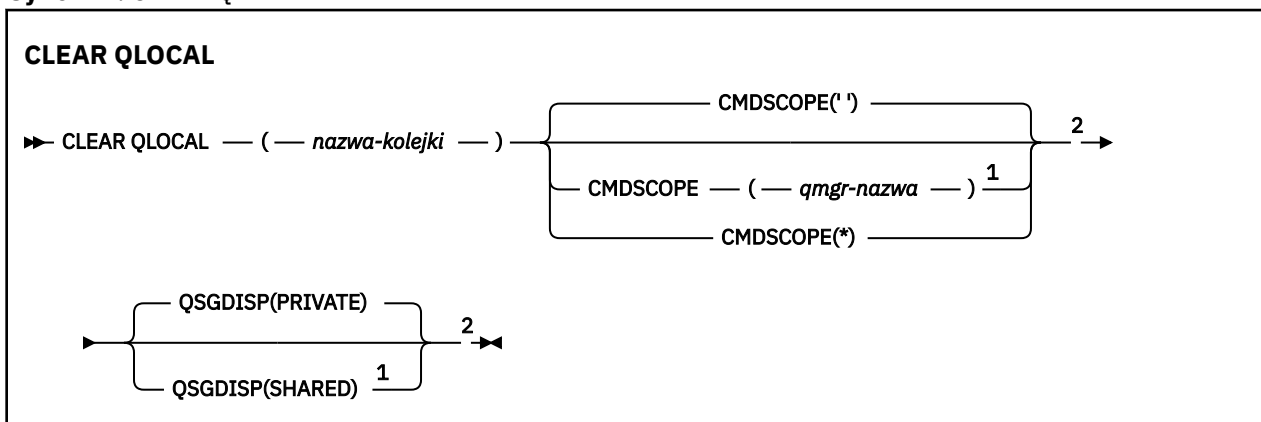 CLEAR QLOCAL
CMDSCOPE(' ')
CLEAR QLOCAL ( nazwa-kolejki ) 2
CMDSCOPE ( qmgr-nazwa ) 1
CMDSCOPE(*)
QSGDISP(PRIVATE)
2
QSGDISP(SHARED) 1